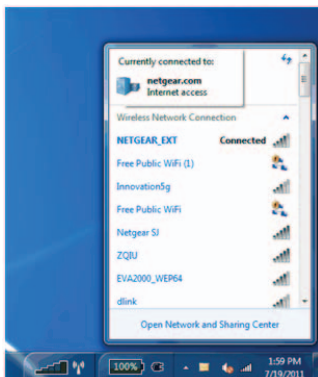 Currently connected to:
netgear.com
Internet access
Wireless Network Connection
NETGEAR_EXT Connected
Free Public WiFi (1)
Innovation5g
Free Public WiFi
Netgear SJ
ZQIU
EVA2000_WEP64
dlink
Open Network and Sharing Center
100%
1:59 PM
7/19/2011